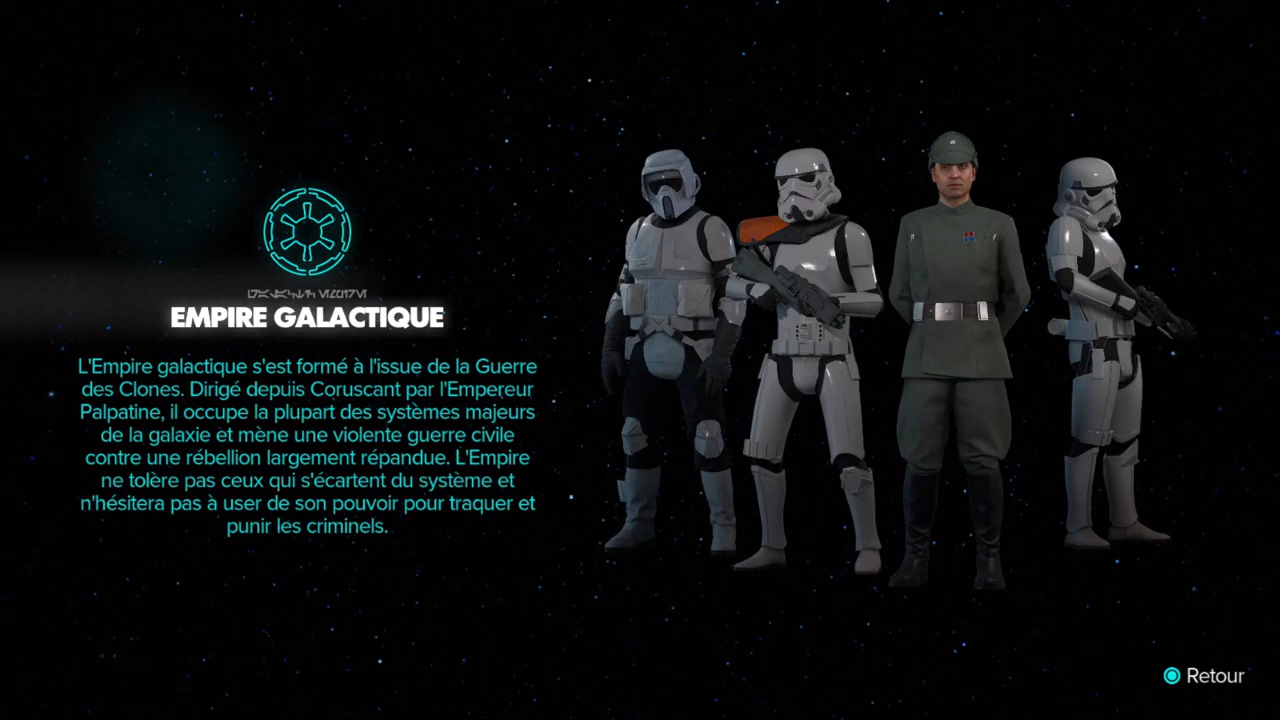 EMPIRE GALACTIQUE
L'Empire galactique s'est formé à l'issue de la Guerre
des Clones. Dirigé depuis Coruscant par l'Empereur
Palpatine, il occupe la plupart des systèmes majeurs
de la galaxie et mène une violente guerre civile
contre une rébellion largement répandue. L'Empire
ne tolère pas ceux qui s'écartent du système et
n'hésitera pas à user de son pouvoir pour traquer et
punir les criminels.
Retour